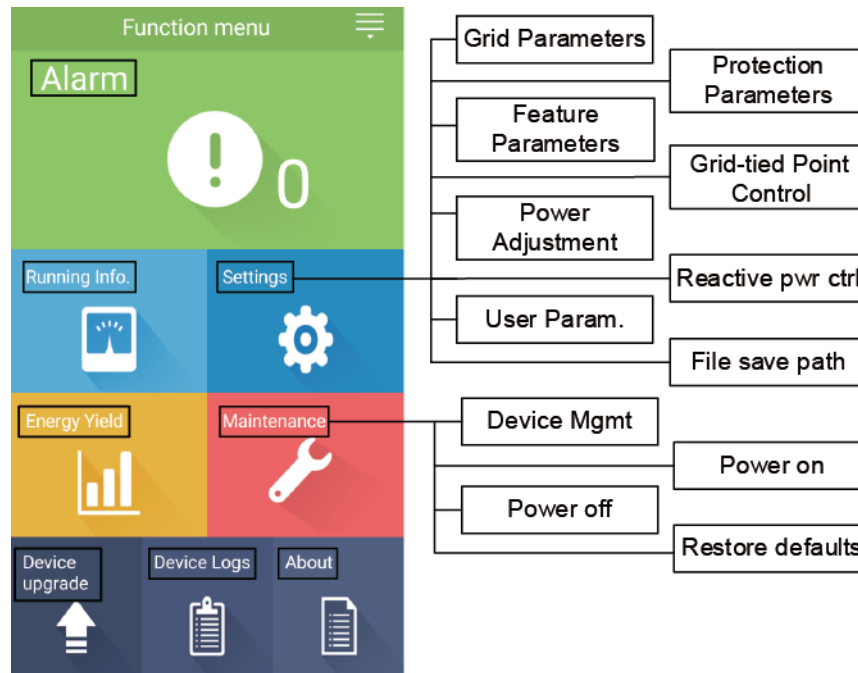 Function menu
Alarm
0
Running Info.
Settings
Energy Yield
Maintenance
Device
upgrade
Device Logs
About
Grid Parameters
Protection
Parameters
Feature
Parameters
Grid-tied Point
Control
Power
Adjustment
Reactive pwr ctrl
User Param.
File save path
Device Mgmt
Power on
Power off
Restore defaults